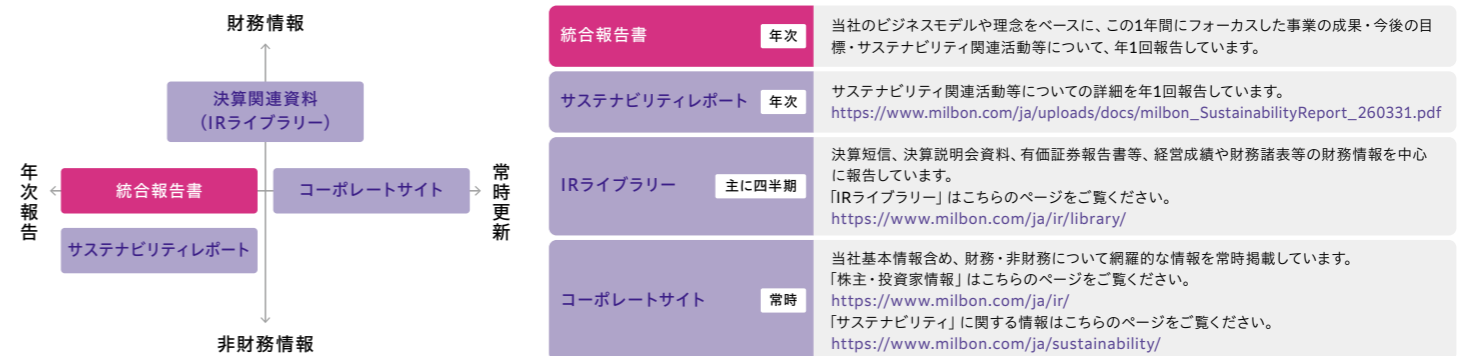 財務情報
決算関連資料
（IRライブラリー）
年次報告
統合報告書
コーポレートサイト
常時更新
サステナビリティレポート
非財務情報
統合報告書
年次
当社のビジネスモデルや理念をベースに、この1年間にフォーカスした事業の成果・今後の目
標・サステナビリティ関連活動等について、年1回報告しています。
サステナビリティレポート
年次
サステナビリティ関連活動等についての詳細を年1回報告しています。
https://www.milbon.com/ja/uploads/docs/milbon_SustainabilityReport_260331.pdf
IRライブラリー
主に四半期
決算短信、決算説明会資料、有価証券報告書等、経営成績や財務諸表等の財務情報を中心
に報告しています。
「IRライブラリー」はこちらのページをご覧ください。
https://www.milbon.com/ja/ir/library/
コーポレートサイト
常時
当社基本情報含め、財務・非財務について網羅的な情報を常時掲載しています。
「株主・投資家情報」はこちらのページをご覧ください。
https://www.milbon.com/ja/ir/
「サステナビリティ」に関する情報はこちらのページをご覧ください。
https://www.milbon.com/ja/sustainability/